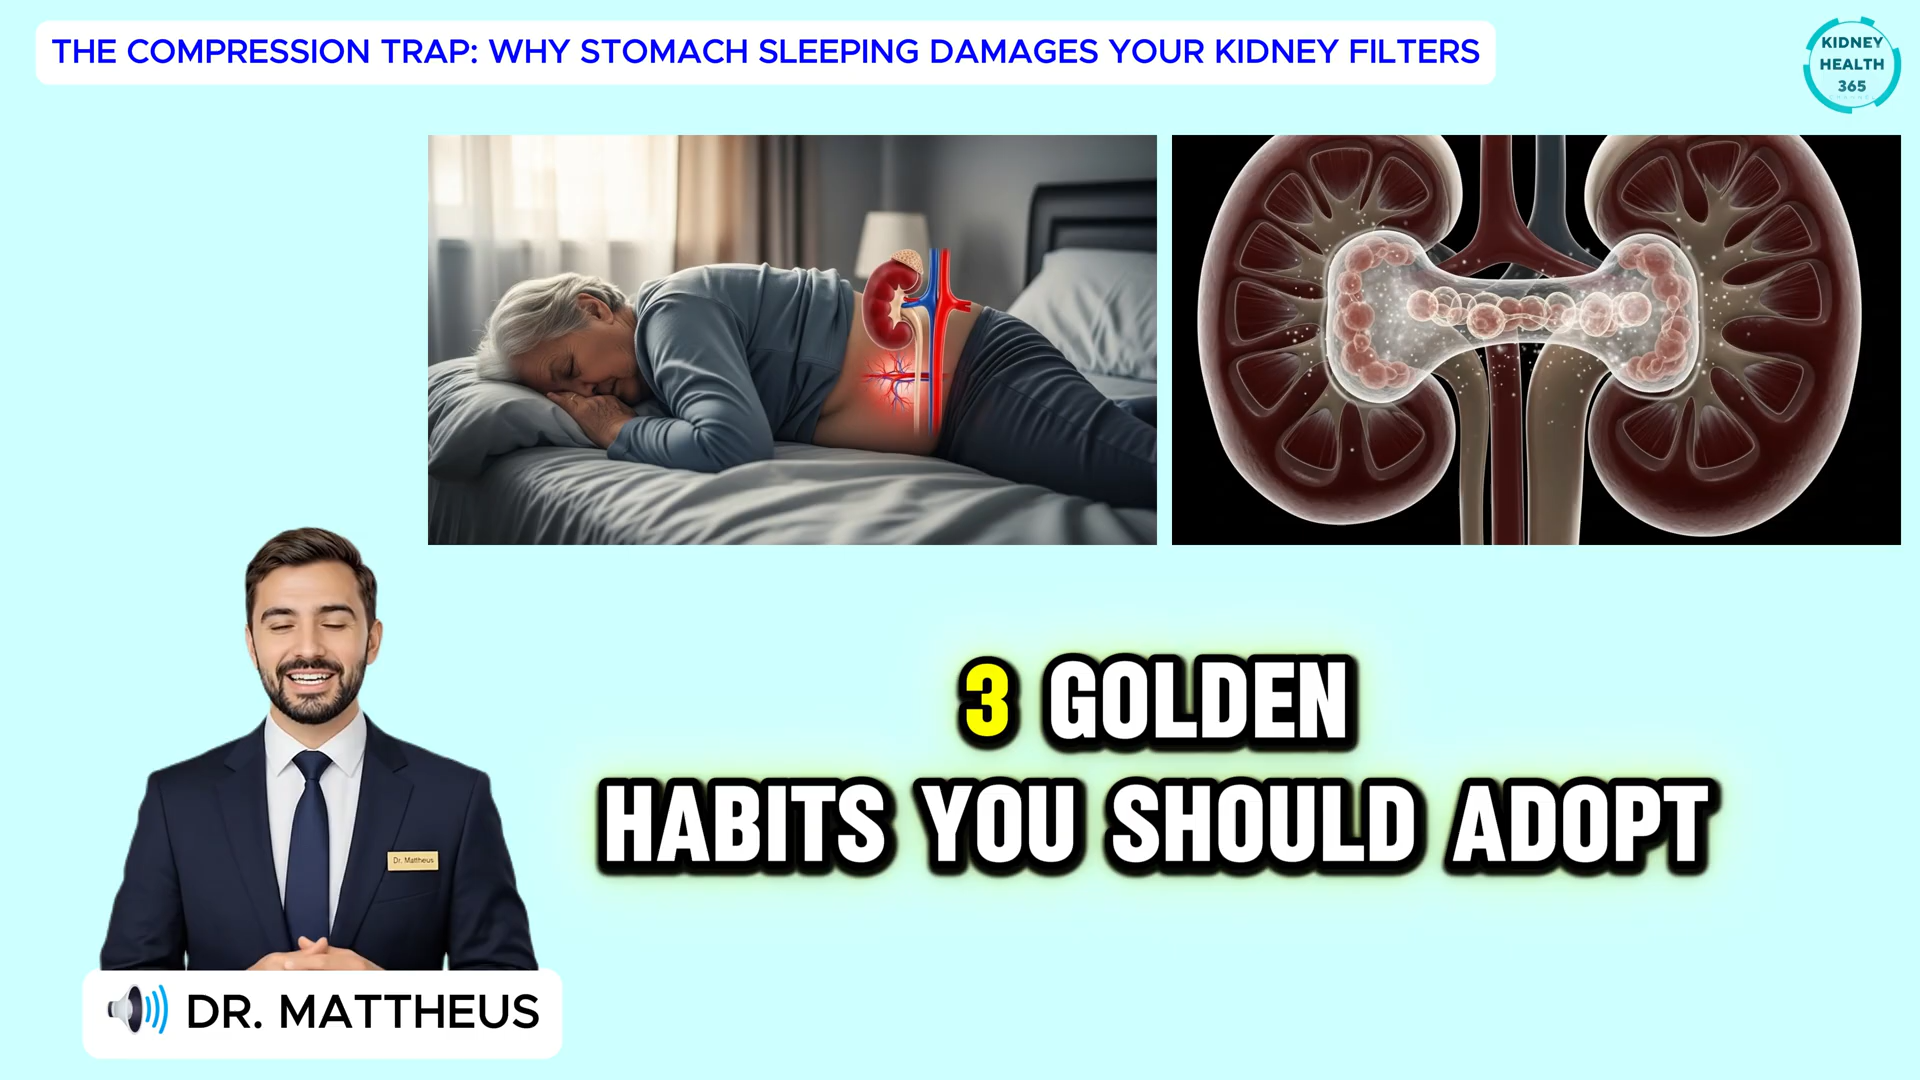 THE COMPRESSION TRAP: WHY STOMACH SLEEPING DAMAGES YOUR KIDNEY FILTERS
KIDNEY
HEALTH
365
3 GOLDEN
HABITS YOU SHOULD ADOPT
Dr. Mattheus
DR. MATTHEUS